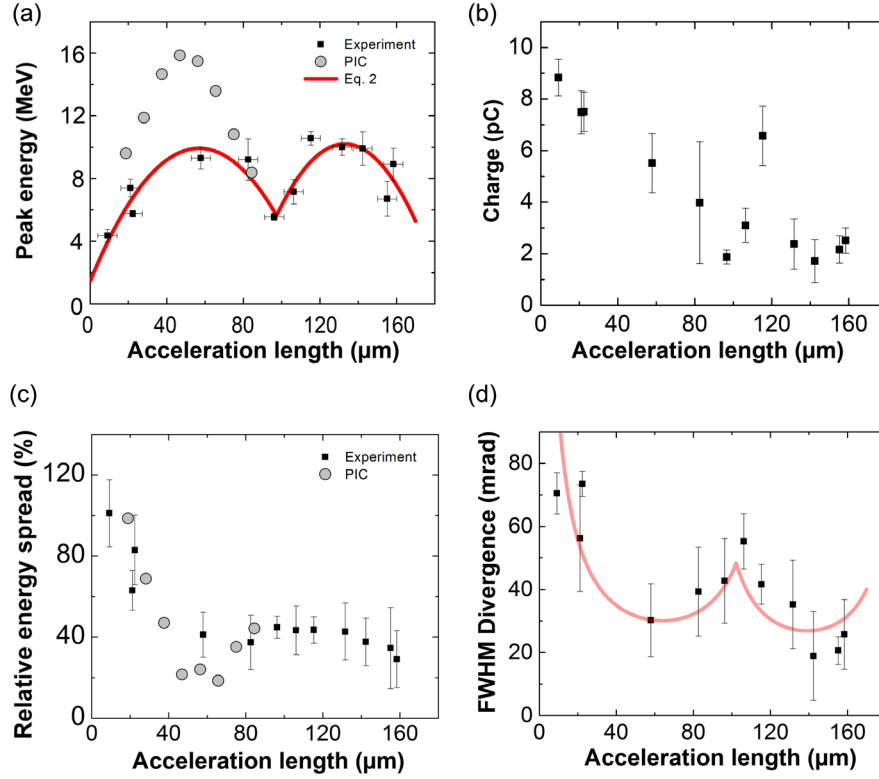 (a)
Peak energy (MeV)
16
12
8
4
0
0 40 80 120 160
Acceleration length (µm)
Experiment
PIC
Eq. 2
(b)
Charge (pC)
10
8
6
4
2
0
0 40 80 120 160
Acceleration length (µm)
(c)
Relative energy spread (%)
120
80
40
0
0 40 80 120 160
Acceleration length (µm)
Experiment
PIC
(d)
FWHM Divergence (mrad)
80
60
40
20
0
0 40 80 120 160
Acceleration length (µm)